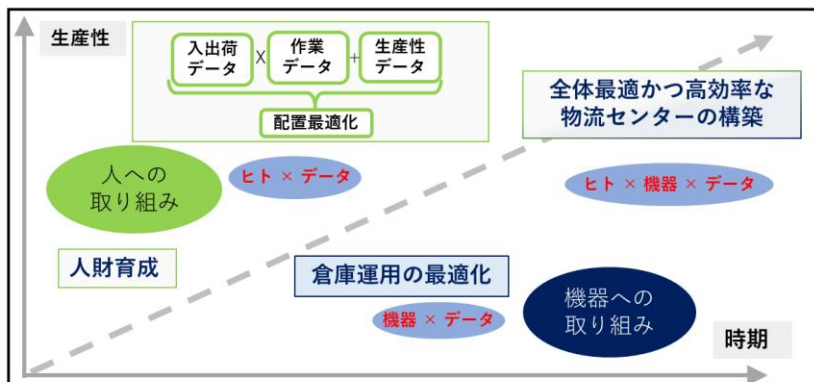 生産性
入出荷
データ
X
作業
データ
+
生産性
データ
配置最適化
全体最適かつ高効率な
物流センターの構築
人への
取り組み
ヒト × データ
ヒト × 機器 × データ
人財育成
倉庫運用の最適化
機器 × データ
機器への
取り組み
時期